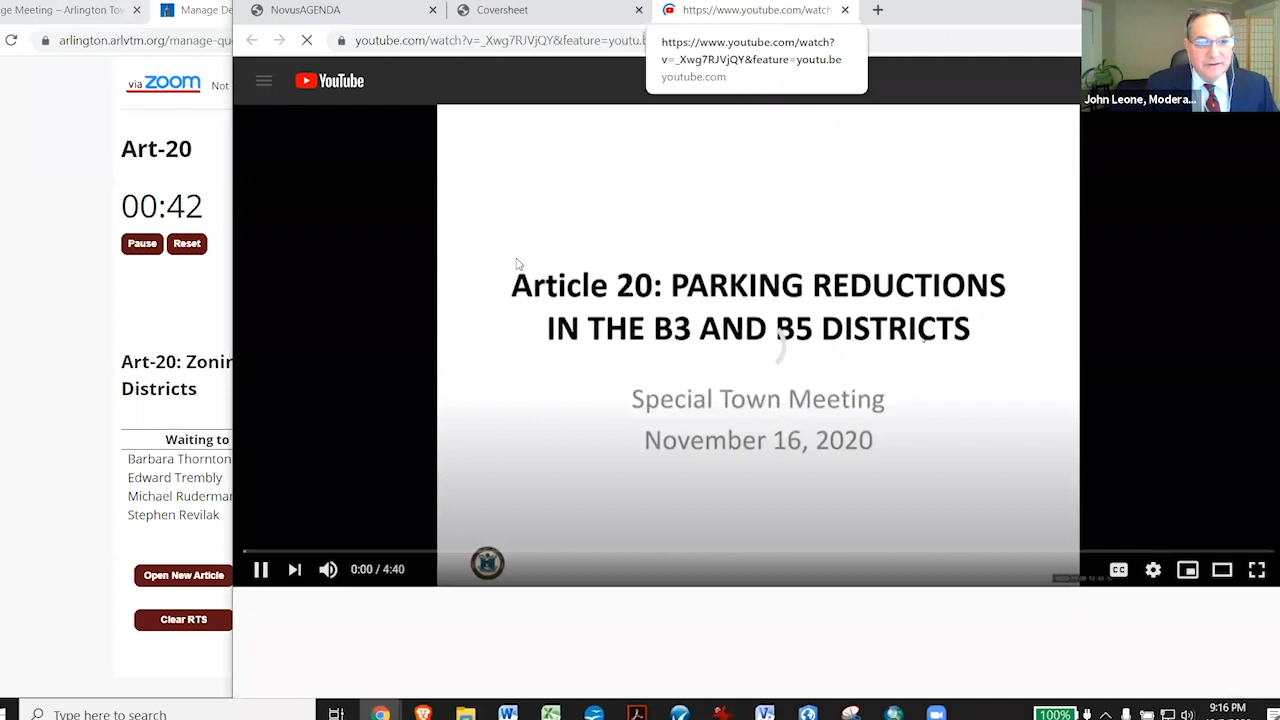 ge Meeting – Arlington Tov
Manage De
NovusAGENDA
Coversheet
https://www.youtube.com/watch
arlington.arlvtm.org/manage-qu
youtube.com/watch?v=_Xwg7RJVjQY&feature=youtu.b
https://www.youtube.com/watch?
v=_Xwg7RJVjQY&feature=youtu.be
youtube.com
via zoom Not
YouTube
John Leone, Modera...
Art-20
00:42
Pause Reset
Article 20: PARKING REDUCTIONS
IN THE B3 AND B5 DISTRICTS
Special Town Meeting
November 16, 2020
Art-20: Zonin
Districts
Waiting to
Barbara Thornton
Edward Trembly
Michael Ruderman
Stephen Revilak
0:00 / 4:40
CC
Open New Article
Clear RTS
Type here to search
100%
9:16 PM